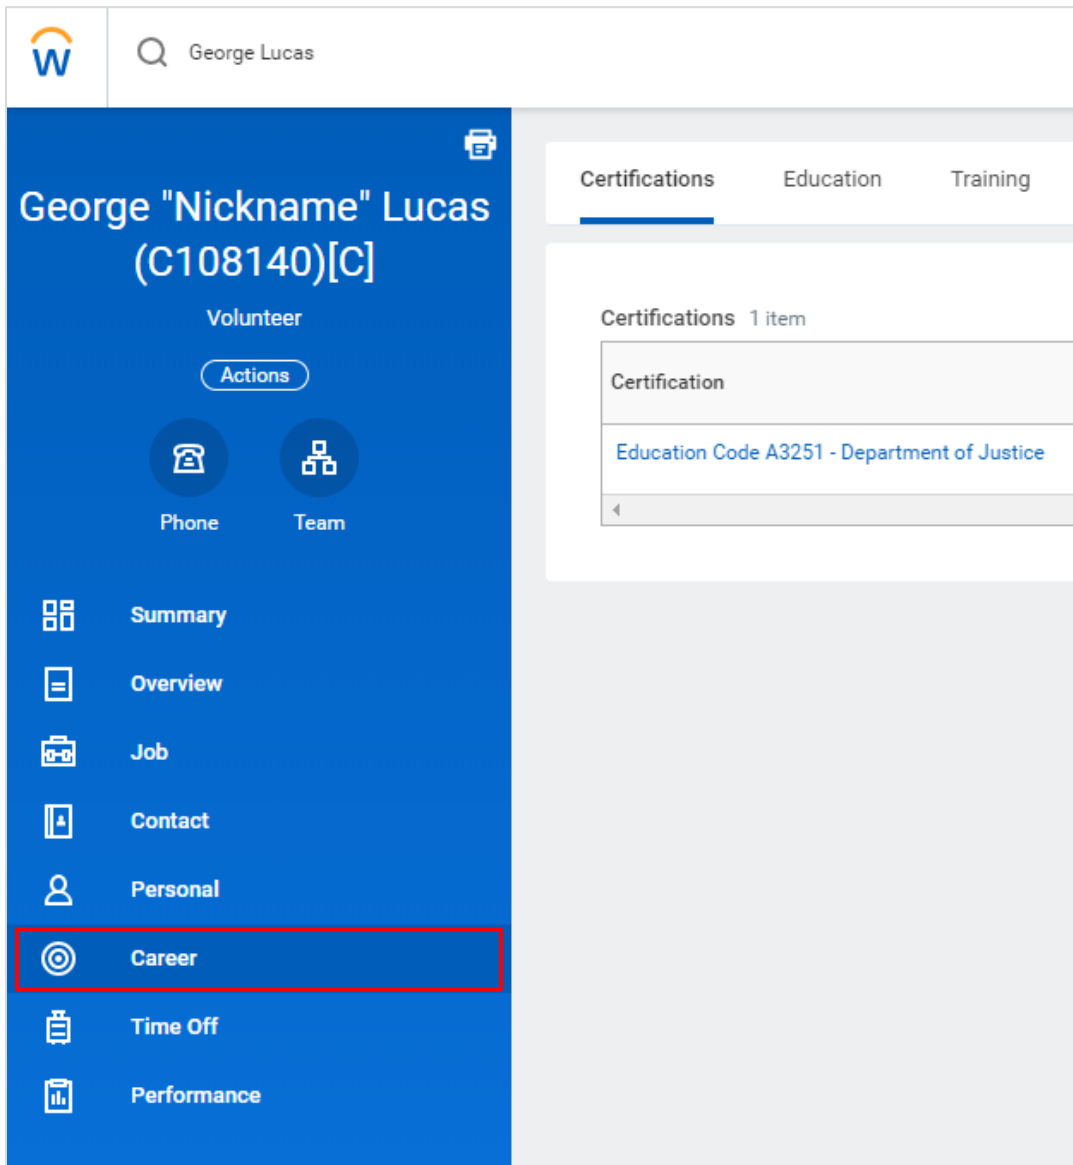 W
George Lucas
George "Nickname" Lucas
(C108140)[C]
Volunteer
Actions
Phone
Team
Summary
Overview
Job
Contact
Personal
Career
Time Off
Performance
Certifications
Education
Training
Certifications 1 item
Certification
Education Code A3251 - Department of Justice